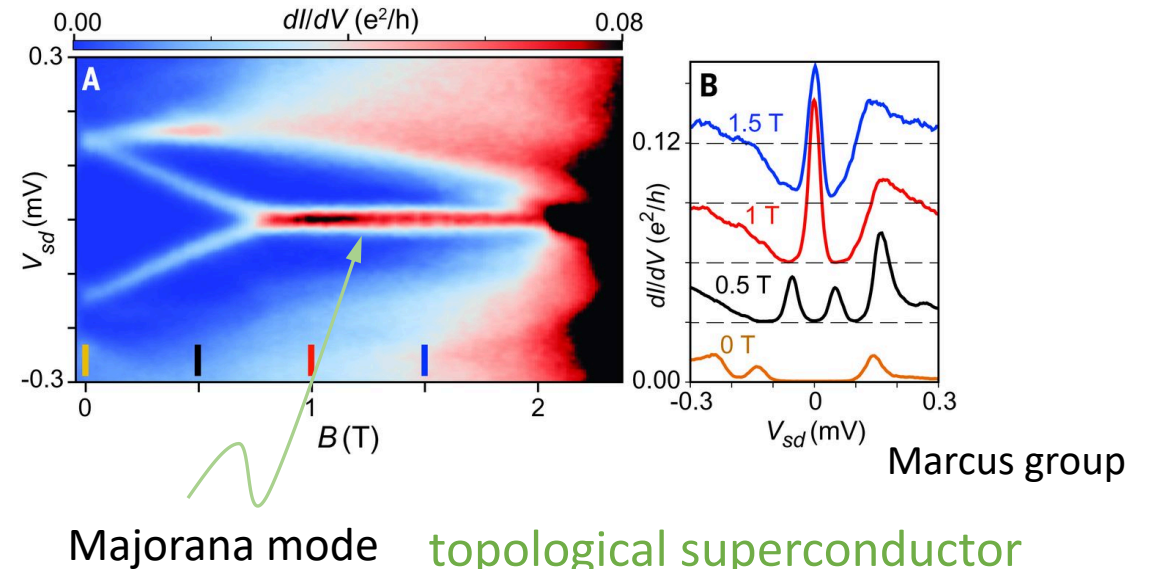 0.00 dI/dV (e²/h) 0.08
A
0.3
V_sd (mV)
-0.3
0 1 2
B (T)
B
1.5 T
0.12
1 T
dI/dV (e²/h)
0.5 T
0 T
0.00
-0.3 0 0.3
V_sd (mV)
Marcus group
Majorana mode topological superconductor